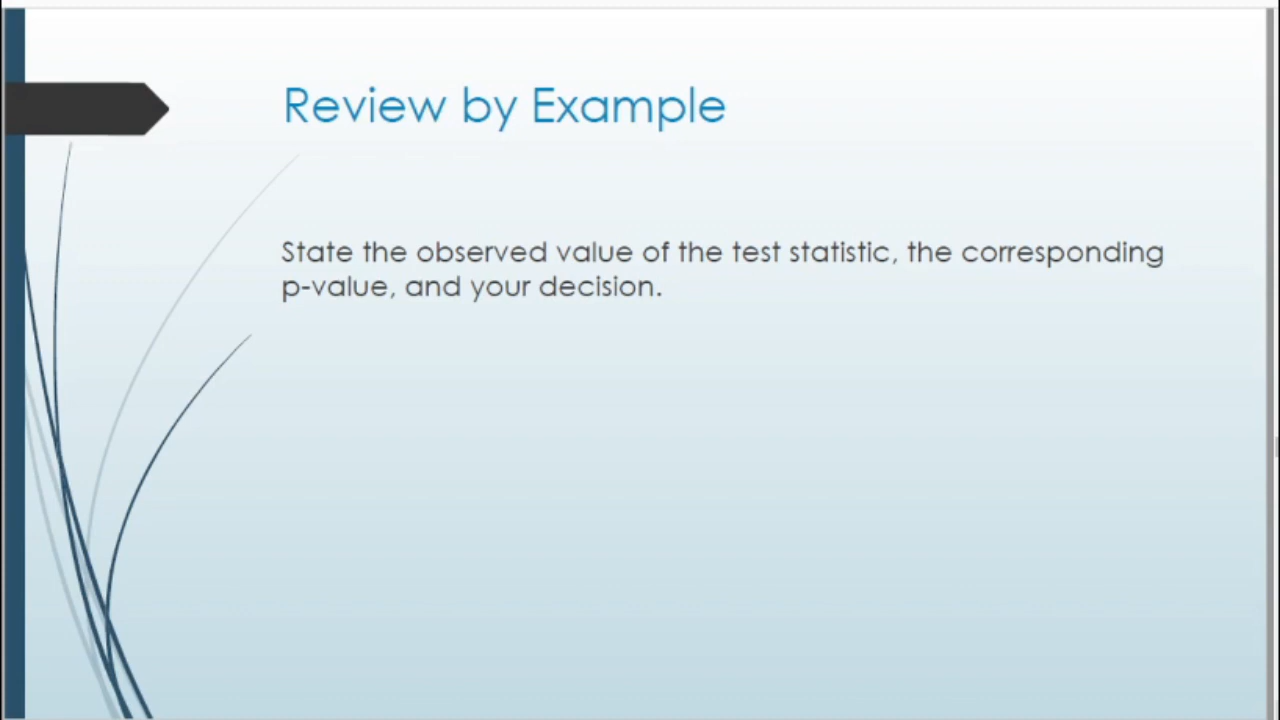 Review by Example
State the observed value of the test statistic, the corresponding
p-value, and your decision.